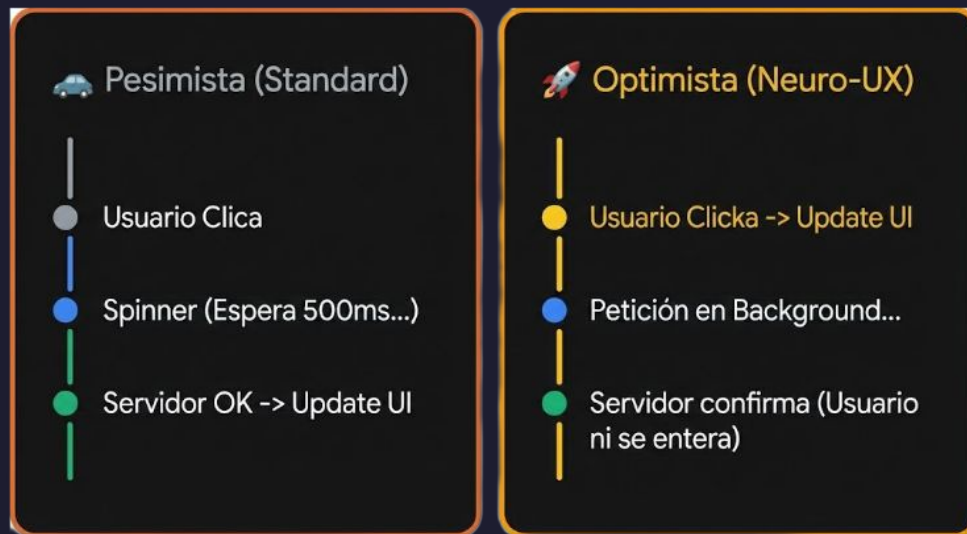 Pesimista (Standard)
Usuario Clica
Spinner (Espera 500ms...)
Servidor OK -> Update UI
Optimista (Neuro-UX)
Usuario Clicka -> Update UI
Petición en Background...
Servidor confirma (Usuario
ni se entera)